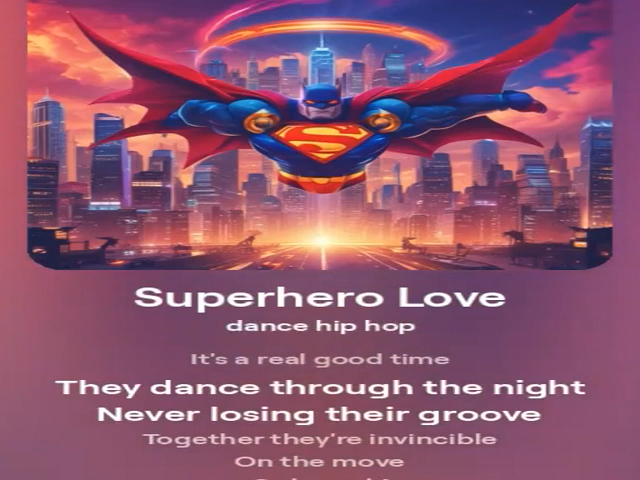 Superhero Love
dance hip hop
It's a real good time
They dance through the night
Never losing their groove
Together they're invincible
On the move